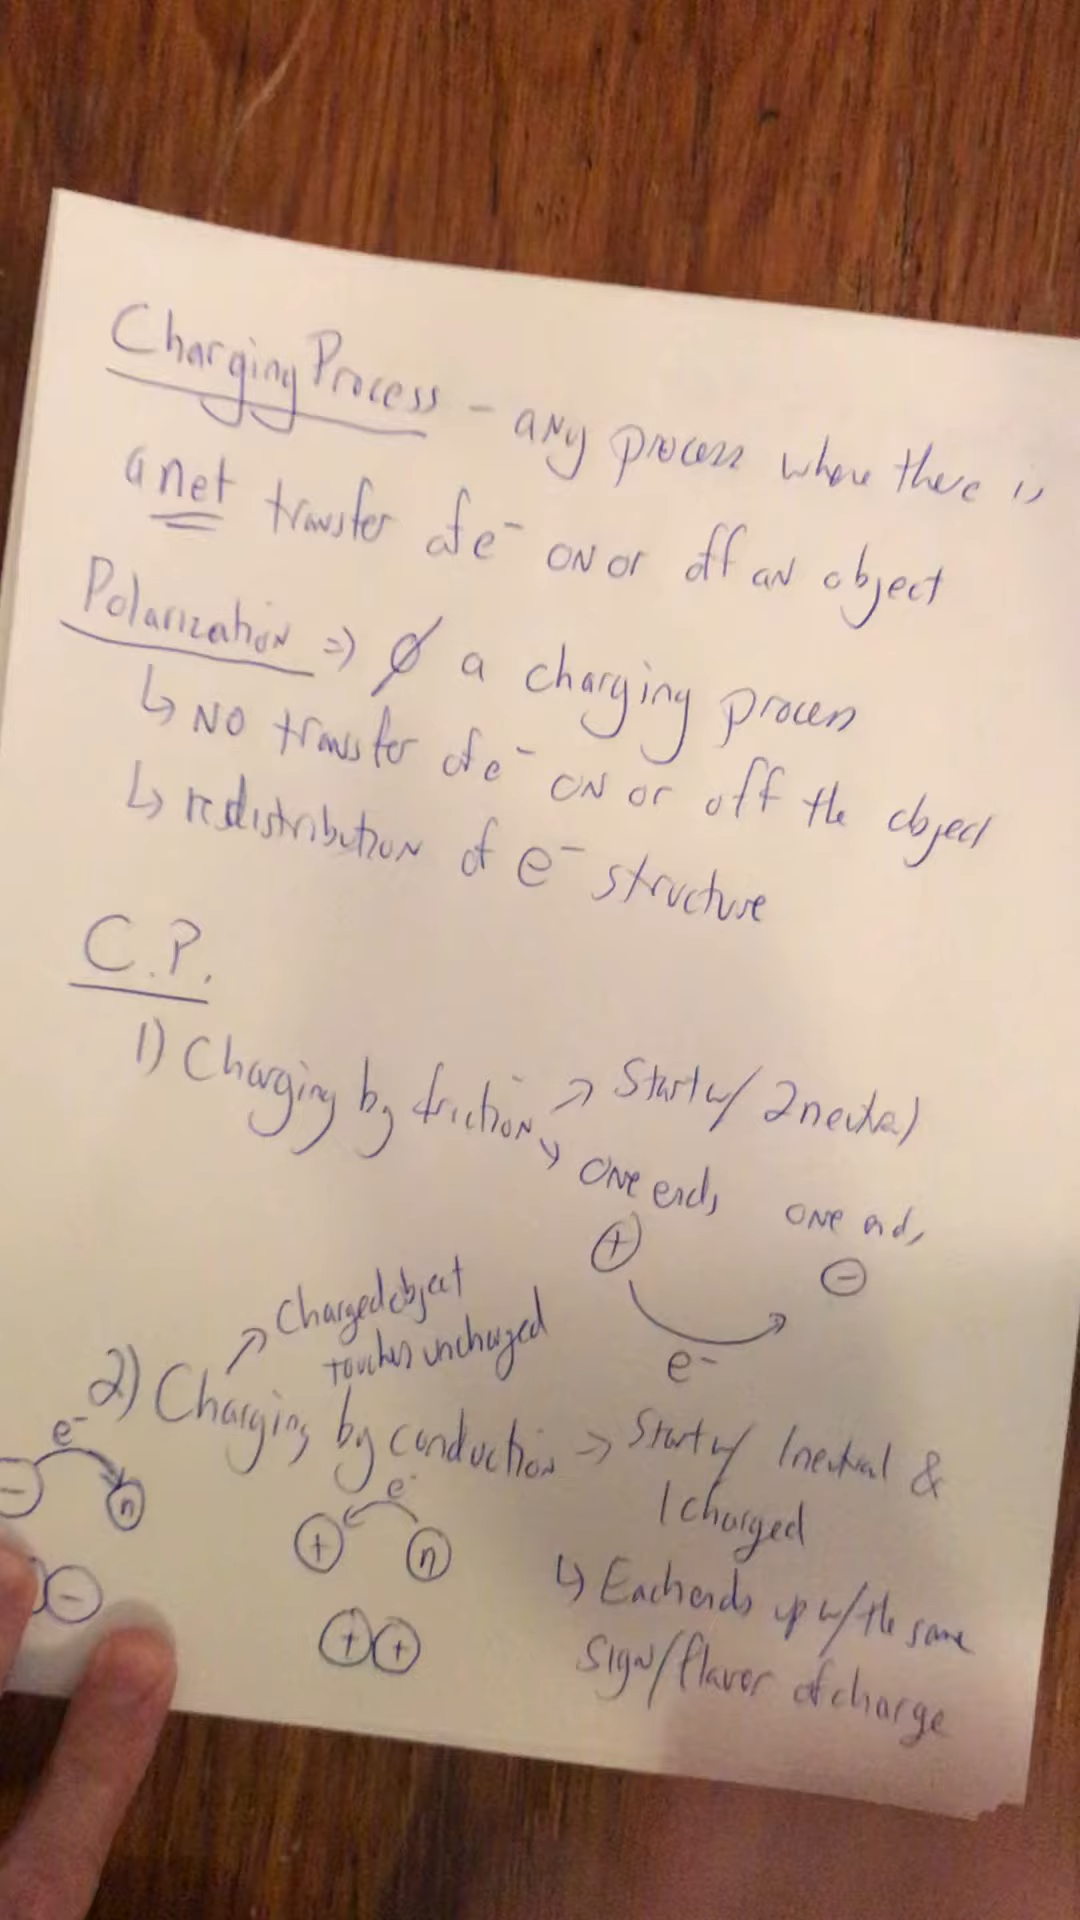 Charging Process - any process where there is
a net transfer of e⁻ on or off an object
Polarization ⇒ ∅ a charging process
↳ NO transfer of e⁻ on or off the object
↳ redistribution of e⁻ structure
C.P.
1) Charging by friction → Start w/ 2 neutral
↘ one ends one ends
+ -
e⁻
↗ Charged object
touches uncharged
2) Charging by conduction → Start w/ 1 neutral &
1 charged
e⁻
- n
e⁻
+ n
↳ Each ends up w/ the same
sign/flavor of charge
-
+ +